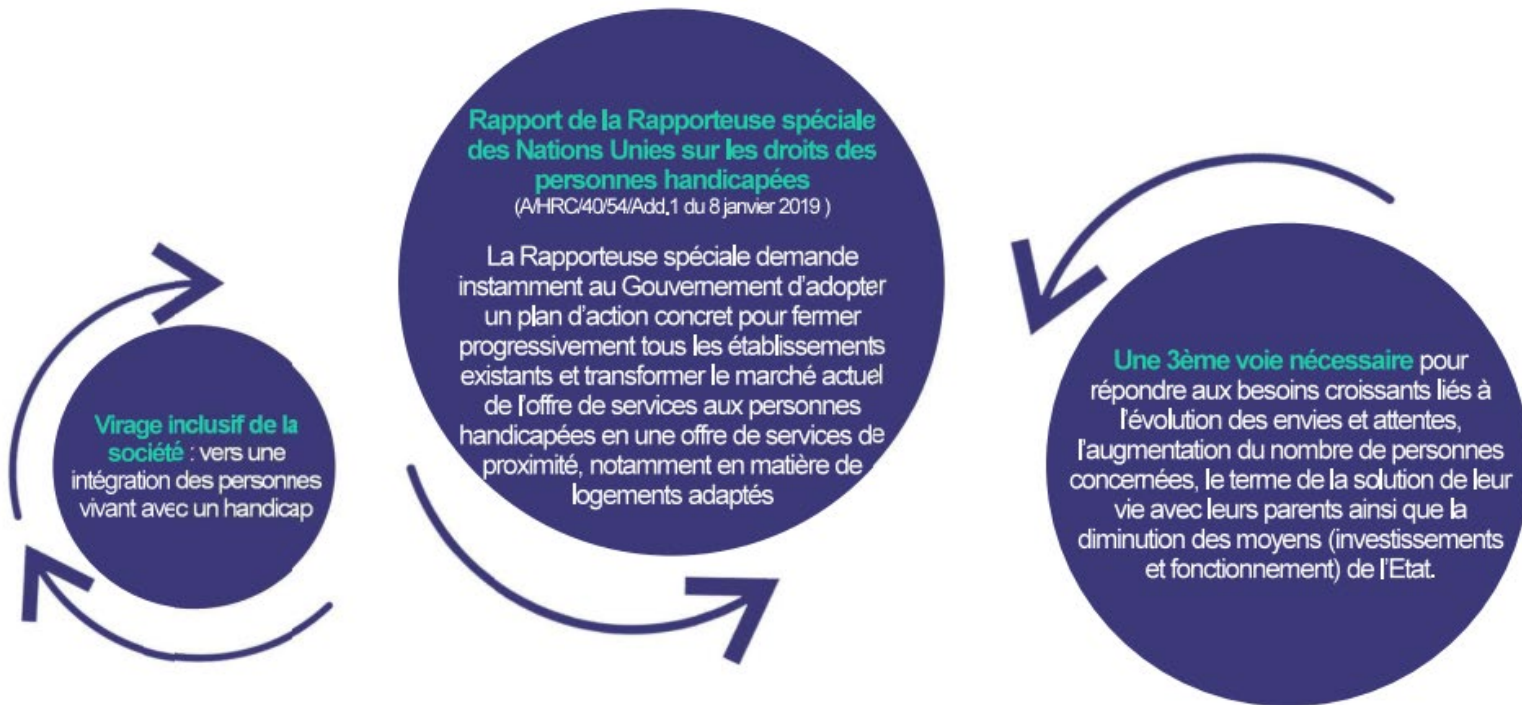 Virage inclusif de la
société : vers une
intégration des personnes
vivant avec un handicap
Rapport de la Rapporteuse spéciale
des Nations Unies sur les droits des
personnes handicapées
(A/HRC/40/54/Add.1 du 8 janvier 2019 )
La Rapporteuse spéciale demande
instamment au Gouvernement d'adopter
un plan d'action concret pour fermer
progressivement tous les établissements
existants et transformer le marché actuel
de l'offre de services aux personnes
handicapées en une offre de services de
proximité, notamment en matière de
logements adaptés
Une 3ème voie nécessaire pour
répondre aux besoins croissants liés à
l'évolution des envies et attentes,
l'augmentation du nombre de personnes
concernées, le terme de la solution de leur
vie avec leurs parents ainsi que la
diminution des moyens (investissements
et fonctionnement) de l'Etat.